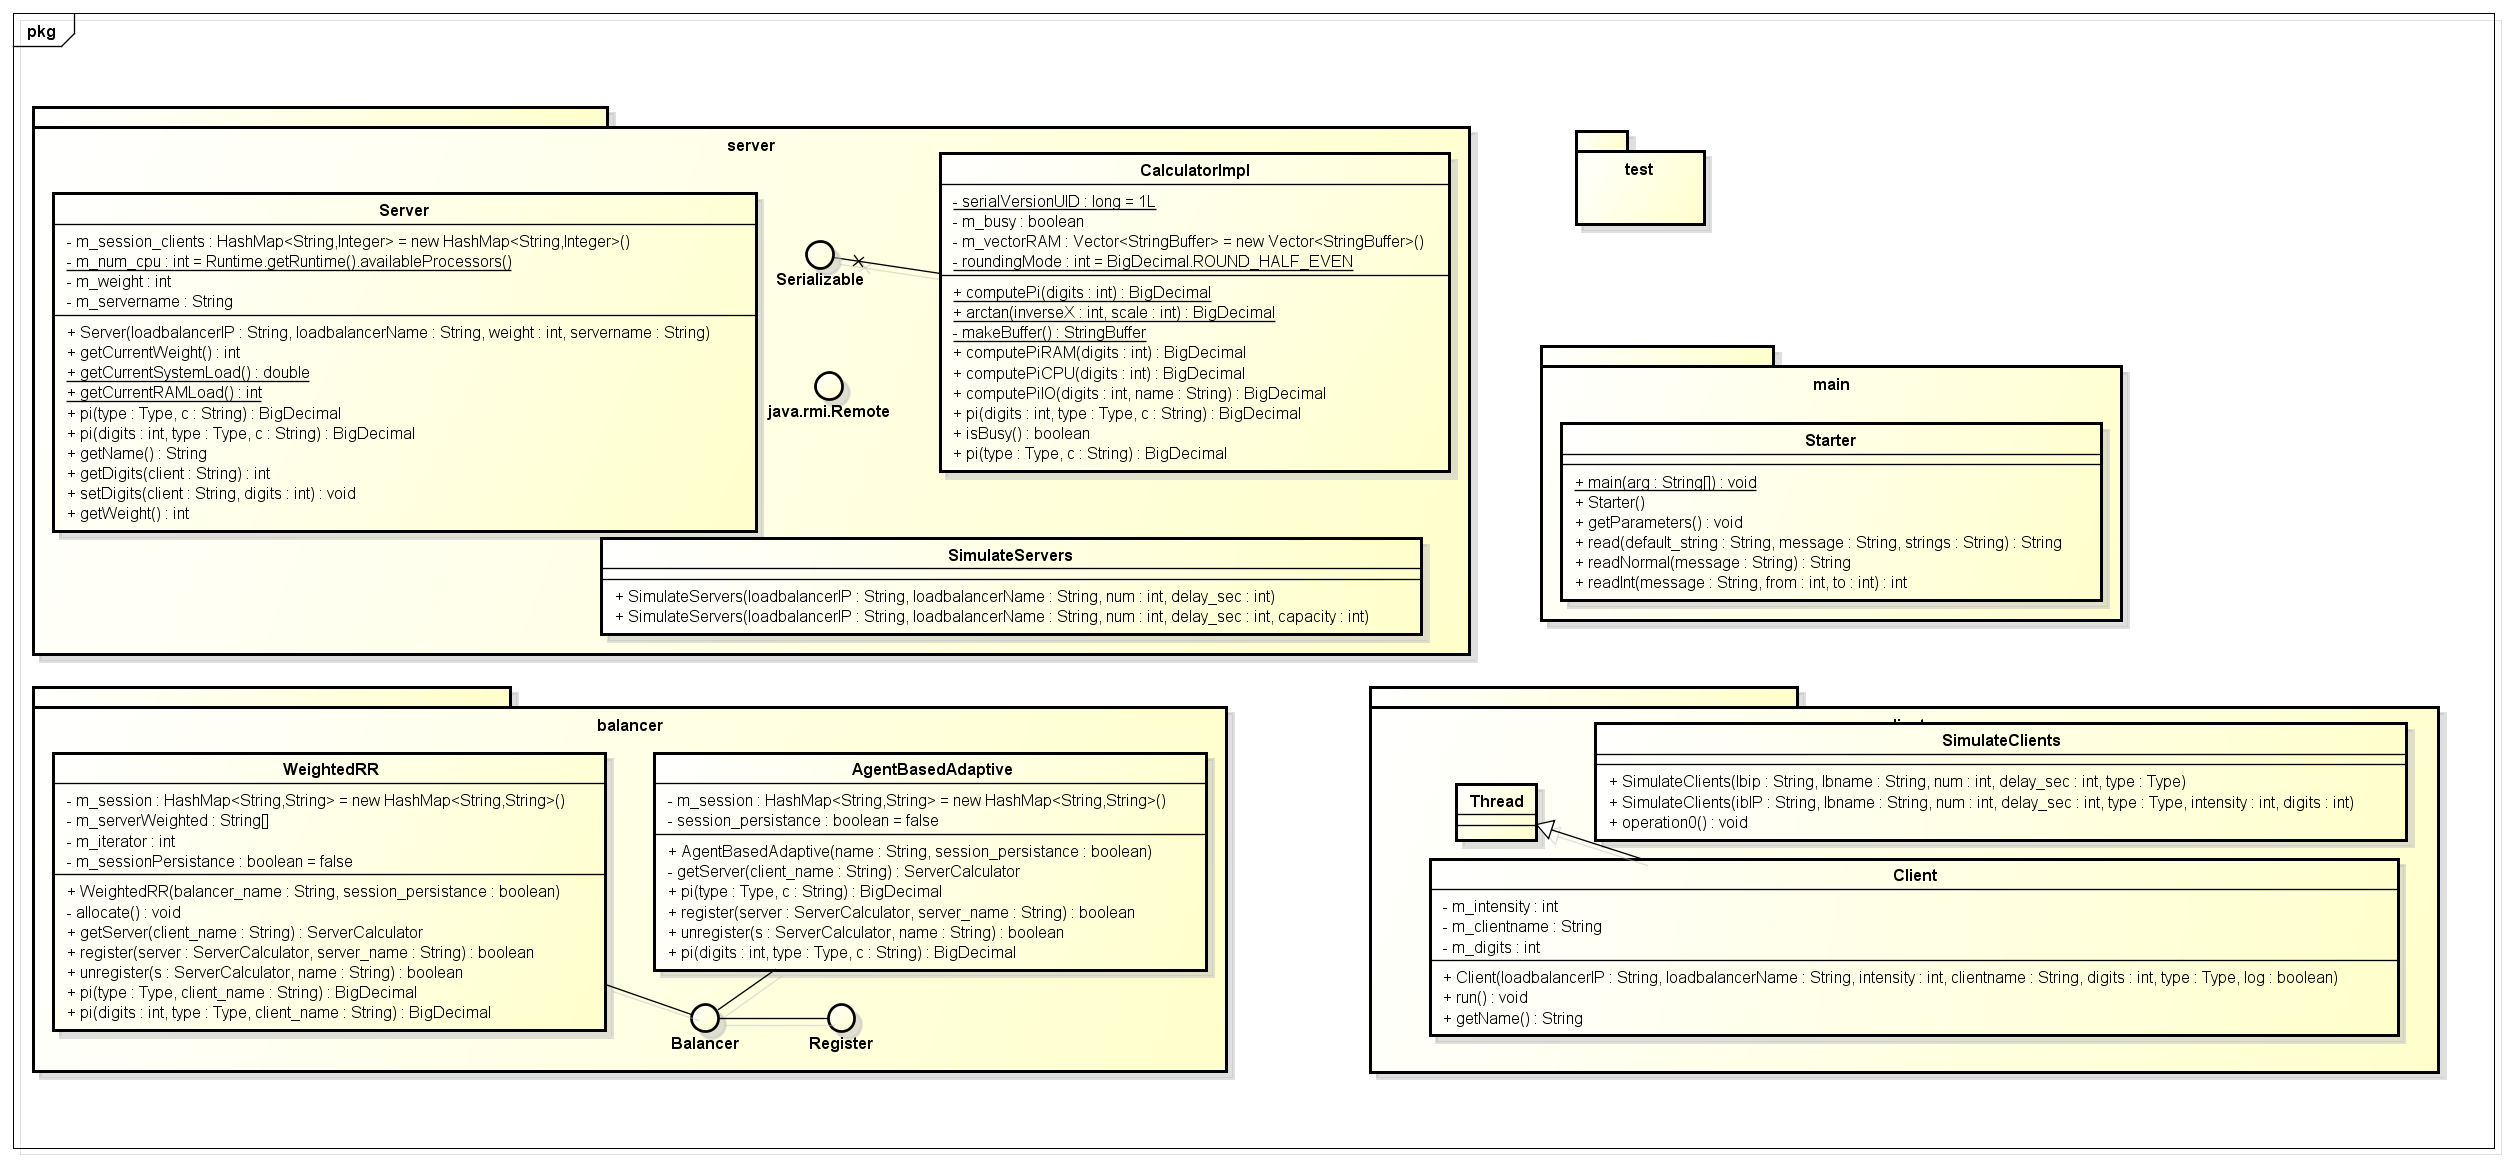 pkg
server
Server
- m_session_clients : HashMap<String,Integer> = new HashMap<String,Integer>()
- m_num_cpu : int = Runtime.getRuntime().availableProcessors()
- m_weight : int
- m_servername : String
+ Server(loadbalancerIP : String, loadbalancerName : String, weight : int, servername : String)
+ getCurrentWeight() : int
+ getCurrentSystemLoad() : double
+ getCurrentRAMLoad() : int
+ pi(type : Type, c : String) : BigDecimal
+ pi(digits : int, type : Type, c : String) : BigDecimal
+ getName() : String
+ getDigits(client : String) : int
+ setDigits(client : String, digits : int) : void
+ getWeight() : int
Serializable
java.rmi.Remote
CalculatorImpl
- serialVersionUID : long = 1L
- m_busy : boolean
- m_vectorRAM : Vector<StringBuffer> = new Vector<StringBuffer>()
- roundingMode : int = BigDecimal.ROUND_HALF_EVEN
+ computePi(digits : int) : BigDecimal
+ arctan(inverseX : int, scale : int) : BigDecimal
- makeBuffer() : StringBuffer
+ computePiRAM(digits : int) : BigDecimal
+ computePiCPU(digits : int) : BigDecimal
+ computePiIO(digits : int, name : String) : BigDecimal
+ pi(digits : int, type : Type, c : String) : BigDecimal
+ isBusy() : boolean
+ pi(type : Type, c : String) : BigDecimal
SimulateServers
+ SimulateServers(loadbalancerIP : String, loadbalancerName : String, num : int, delay_sec : int)
+ SimulateServers(loadbalancerIP : String, loadbalancerName : String, num : int, delay_sec : int, capacity : int)
test
main
Starter
+ main(arg : String[]) : void
+ Starter()
+ getParameters() : void
+ read(default_string : String, message : String, strings : String) : String
+ readNormal(message : String) : String
+ readInt(message : String, from : int, to : int) : int
balancer
WeightedRR
- m_session : HashMap<String,String> = new HashMap<String,String>()
- m_serverWeighted : String[]
- m_iterator : int
- m_sessionPersistance : boolean = false
+ WeightedRR(balancer_name : String, session_persistance : boolean)
- allocate() : void
+ getServer(client_name : String) : ServerCalculator
+ register(server : ServerCalculator, server_name : String) : boolean
+ unregister(s : ServerCalculator, name : String) : boolean
+ pi(type : Type, client_name : String) : BigDecimal
+ pi(digits : int, type : Type, client_name : String) : BigDecimal
AgentBasedAdaptive
- m_session : HashMap<String,String> = new HashMap<String,String>()
- session_persistance : boolean = false
+ AgentBasedAdaptive(name : String, session_persistance : boolean)
- getServer(client_name : String) : ServerCalculator
+ pi(type : Type, c : String) : BigDecimal
+ register(server : ServerCalculator, server_name : String) : boolean
+ unregister(s : ServerCalculator, name : String) : boolean
+ pi(digits : int, type : Type, c : String) : BigDecimal
Balancer
Register
SimulateClients
+ SimulateClients(lbip : String, lbname : String, num : int, delay_sec : int, type : Type)
+ SimulateClients(iblP : String, lbname : String, num : int, delay_sec : int, type : Type, intensity : int, digits : int)
+ operation0() : void
Thread
Client
- m_intensity : int
- m_clientname : String
- m_digits : int
+ Client(loadbalancerIP : String, loadbalancerName : String, intensity : int, clientname : String, digits : int, type : Type, log : boolean)
+ run() : void
+ getName() : String